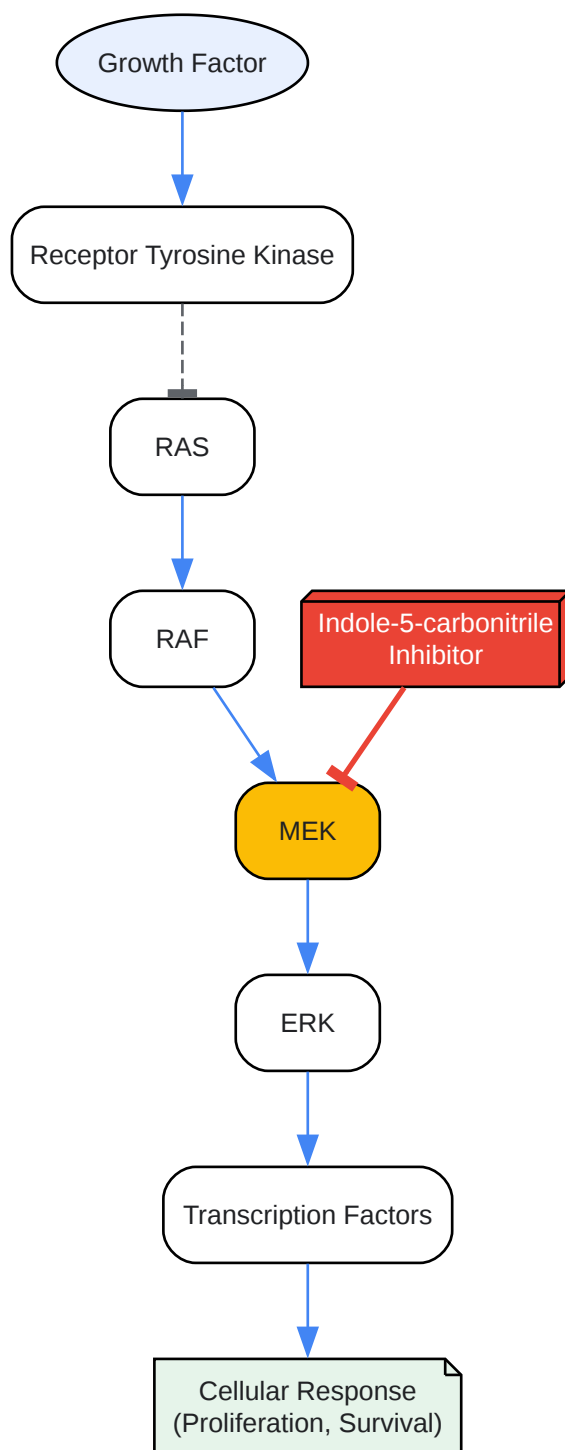 Growth Factor
Receptor Tyrosine Kinase
RAS
RAF
Indole-5-carbonitrile
Inhibitor
MEK
ERK
Transcription Factors
Cellular Response
(Proliferation, Survival)